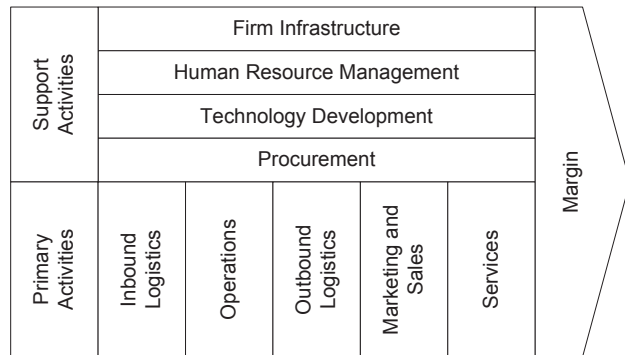 Support
Activities
Firm Infrastructure
Human Resource Management
Technology Development
Procurement
Margin
Primary
Activities
Inbound
Logistics
Operations
Outbound
Logistics
Marketing and
Sales
Services